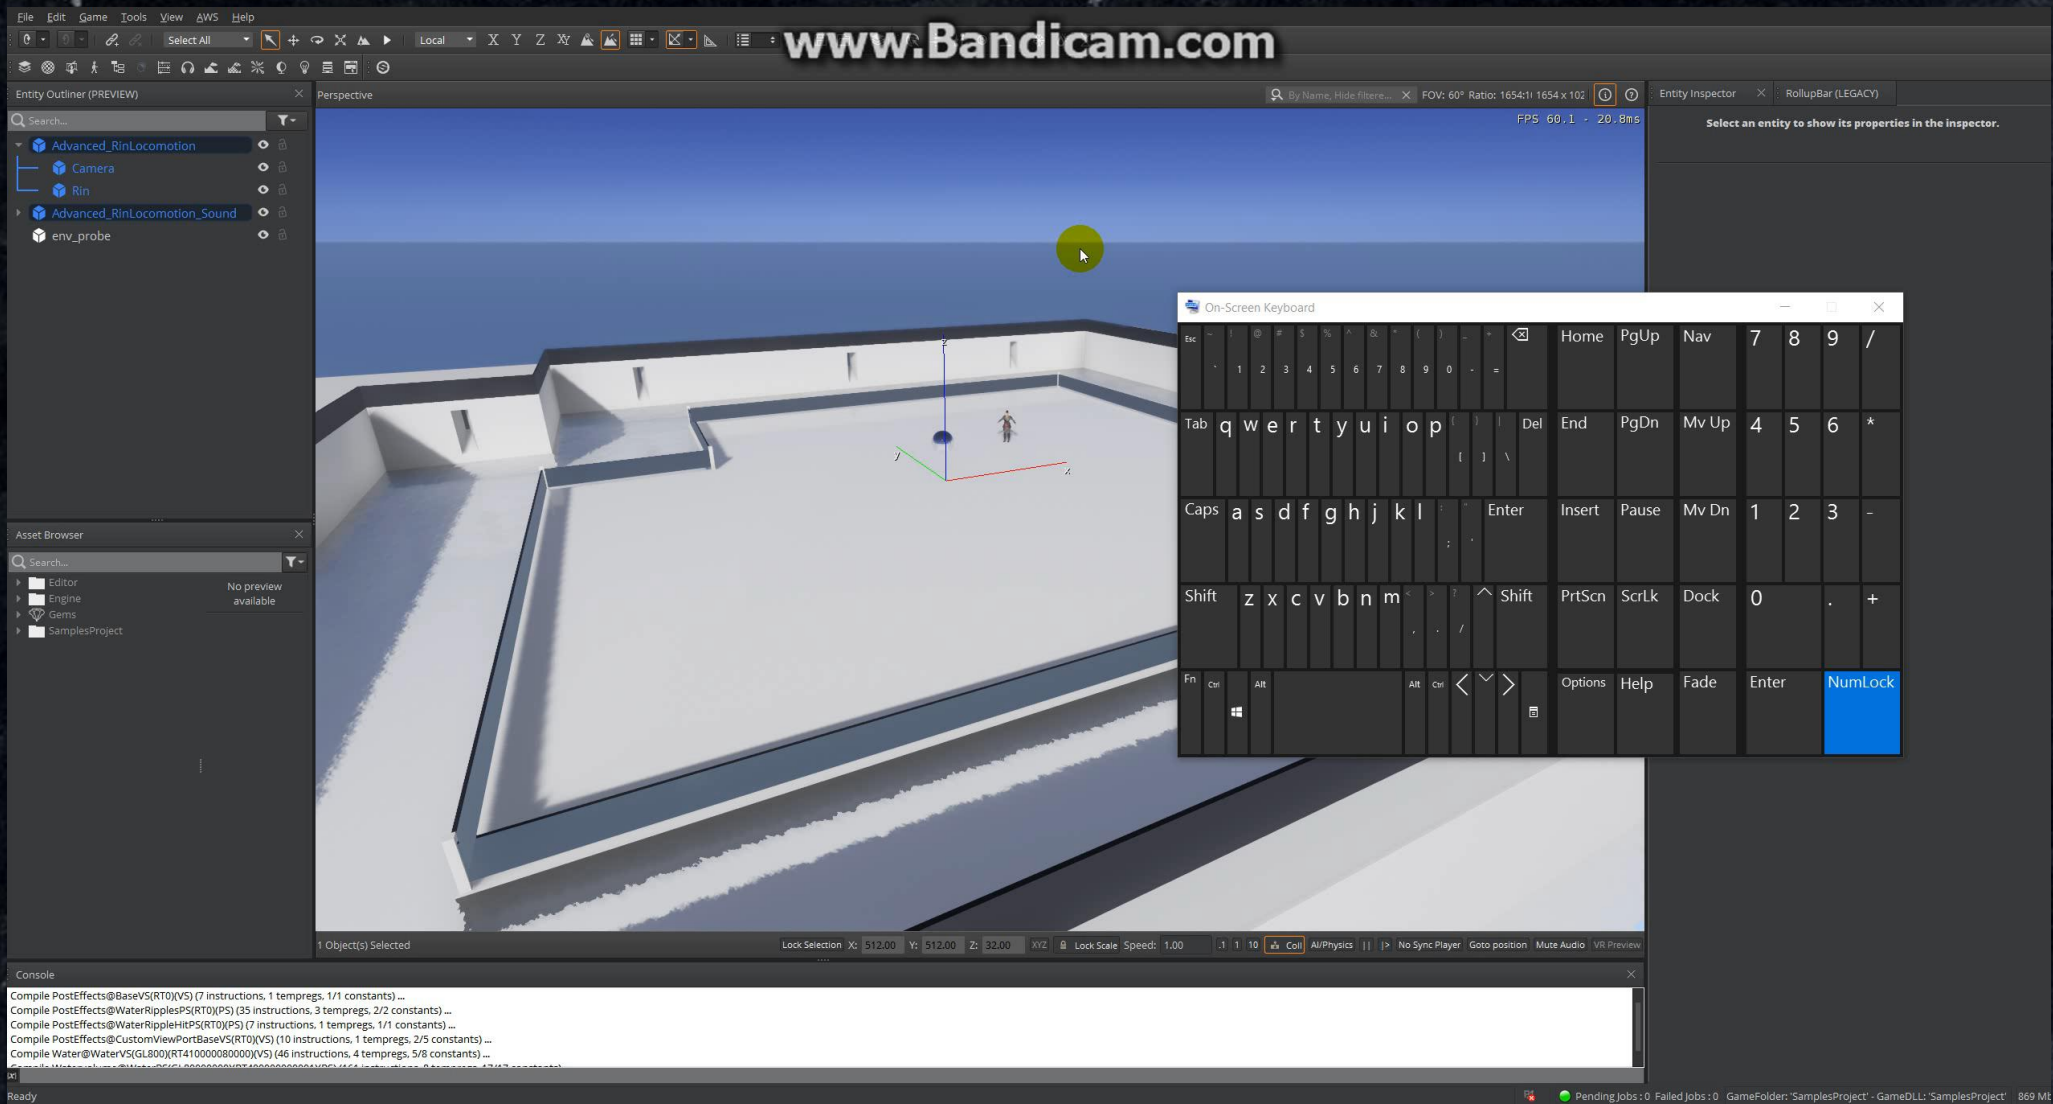 File Edit Game Tools View AWS Help
www.Bandicam.com
Select All Local X Y Z XY
Entity Outliner (PREVIEW)
Search...
Advanced_RinLocomotion
Camera
Rin
Advanced_RinLocomotion_Sound
env_probe
Asset Browser
Search...
Editor
Engine
Gems
SamplesProject
No preview
available
Perspective
By Name, Hide filtere... FOV: 60° Ratio: 1654:1( 1654 x 102
FPS 60.1 - 20.8ms
z
y
x
Entity Inspector RollupBar (LEGACY)
Select an entity to show its properties in the inspector.
On-Screen Keyboard
Esc ~ ! @ # $ % ^ & * ( ) _ + Home PgUp Nav 7 8 9 /
` 1 2 3 4 5 6 7 8 9 0 - =
Tab q w e r t y u i o p { } | Del End PgDn Mv Up 4 5 6 *
[ ] \
Caps a s d f g h j k l : " Enter Insert Pause Mv Dn 1 2 3 -
; '
Shift z x c v b n m < > ? Shift PrtScn ScrLk Dock 0 . +
, . /
Fn Ctrl Alt Alt Ctrl Options Help Fade Enter NumLock
1 Object(s) Selected
Lock Selection X: 512.00 Y: 512.00 Z: 32.00 XYZ Lock Scale Speed: 1.00 .1 1 10 Coll AI/Physics No Sync Player Goto position Mute Audio VR Preview
Console
Compile PostEffects@BaseVS(RT0)(VS) (7 instructions, 1 tempregs, 1/1 constants) ...
Compile PostEffects@WaterRipplesPS(RT0)(PS) (35 instructions, 3 tempregs, 2/2 constants) ...
Compile PostEffects@WaterRippleHitPS(RT0)(PS) (7 instructions, 1 tempregs, 1/1 constants) ...
Compile PostEffects@CustomViewPortBaseVS(RT0)(VS) (10 instructions, 1 tempregs, 2/5 constants) ...
Compile Water@WaterVS(GL800)(RT410000080000)(VS) (46 instructions, 4 tempregs, 5/8 constants) ...
Ready
Pending Jobs : 0 Failed Jobs : 0 GameFolder: 'SamplesProject' - GameDLL: 'SamplesProject' 869 Mb